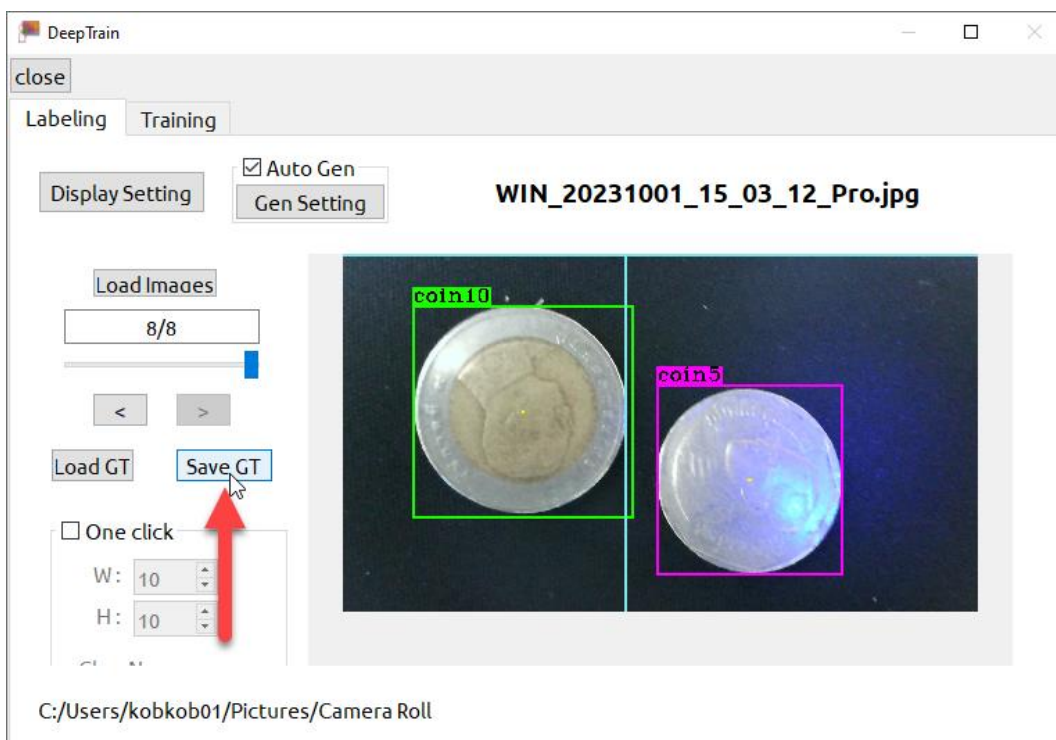 DeepTrain
close
Labeling Training
Display Setting
Auto Gen
Gen Setting
WIN_20231001_15_03_12_Pro.jpg
Load Images
8/8
< >
Load GT Save GT
One click
W: 10
H: 10
coin10
coin5
C:/Users/kobkob01/Pictures/Camera Roll